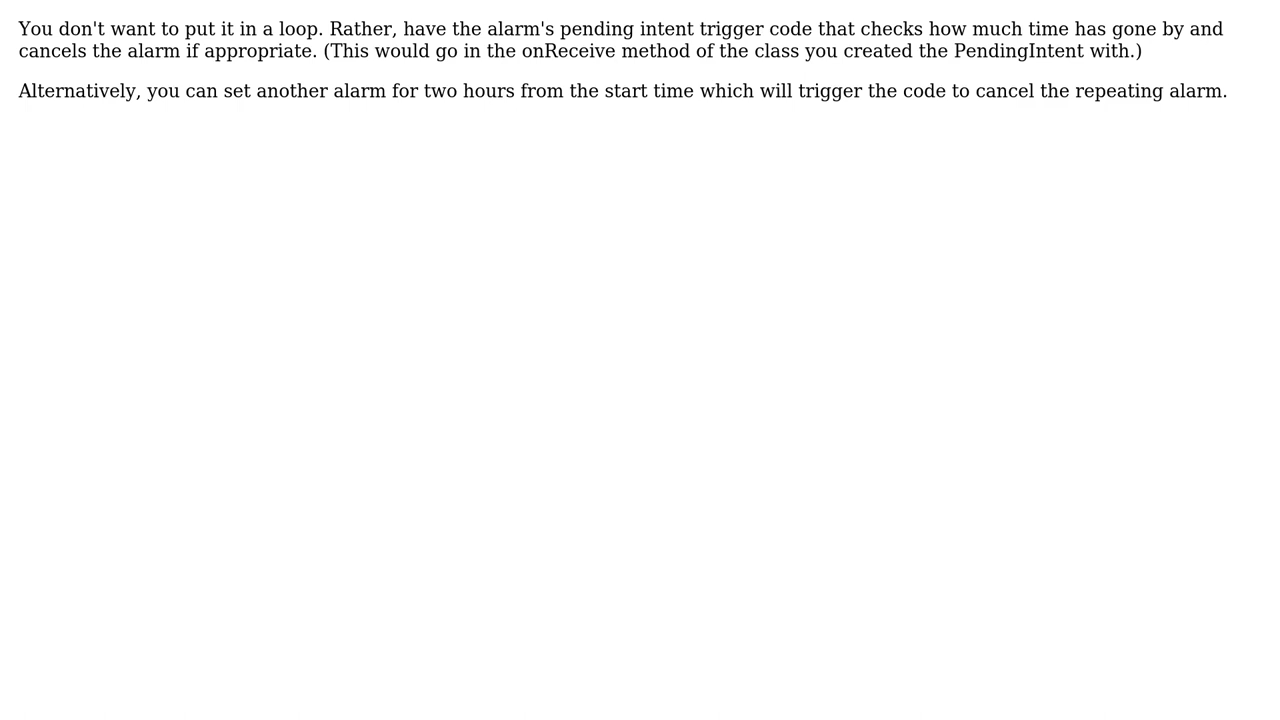 You don't want to put it in a loop. Rather, have the alarm's pending intent trigger code that checks how much time has gone by and
cancels the alarm if appropriate. (This would go in the onReceive method of the class you created the PendingIntent with.)
Alternatively, you can set another alarm for two hours from the start time which will trigger the code to cancel the repeating alarm.